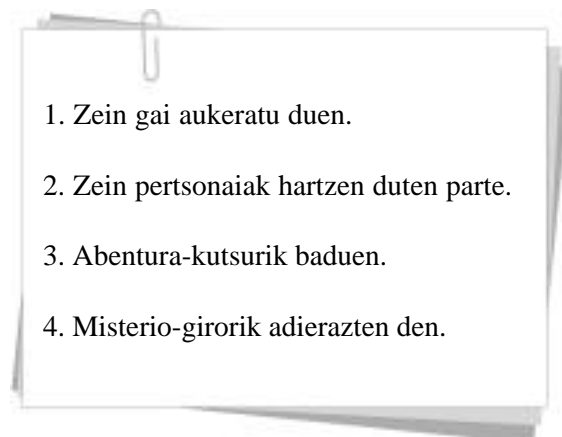 1. Zein gai aukeratu duen.
2. Zein pertsonaiak hartzen duten parte.
3. Abentura-kutsurik baduen.
4. Misterio-girorik adierazten den.